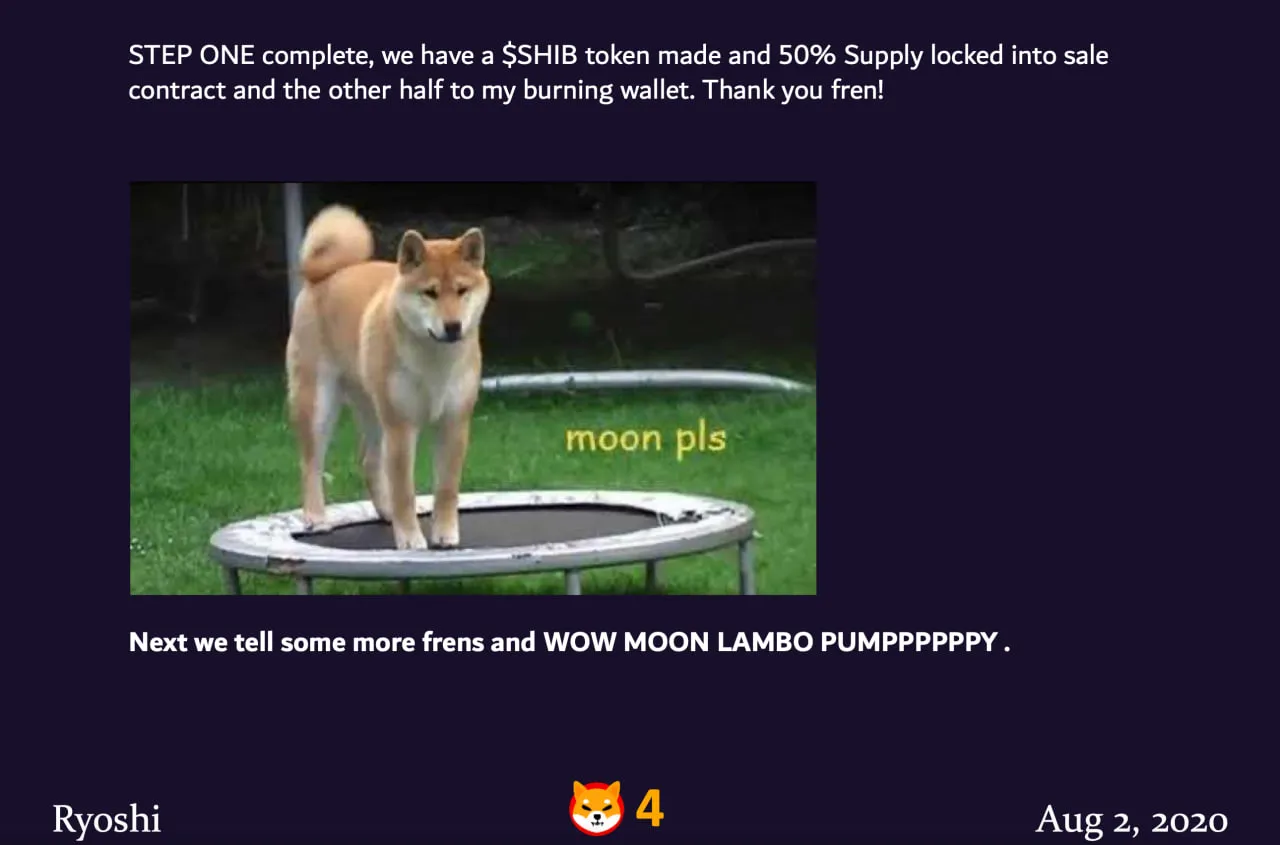 STEP ONE complete, we have a $SHIB token made and 50% Supply locked into sale
contract and the other half to my burning wallet. Thank you fren!
moon pls
Next we tell some more frens and WOW MOON LAMBO PUMPPPPPPY .
Ryoshi
4
Aug 2, 2020